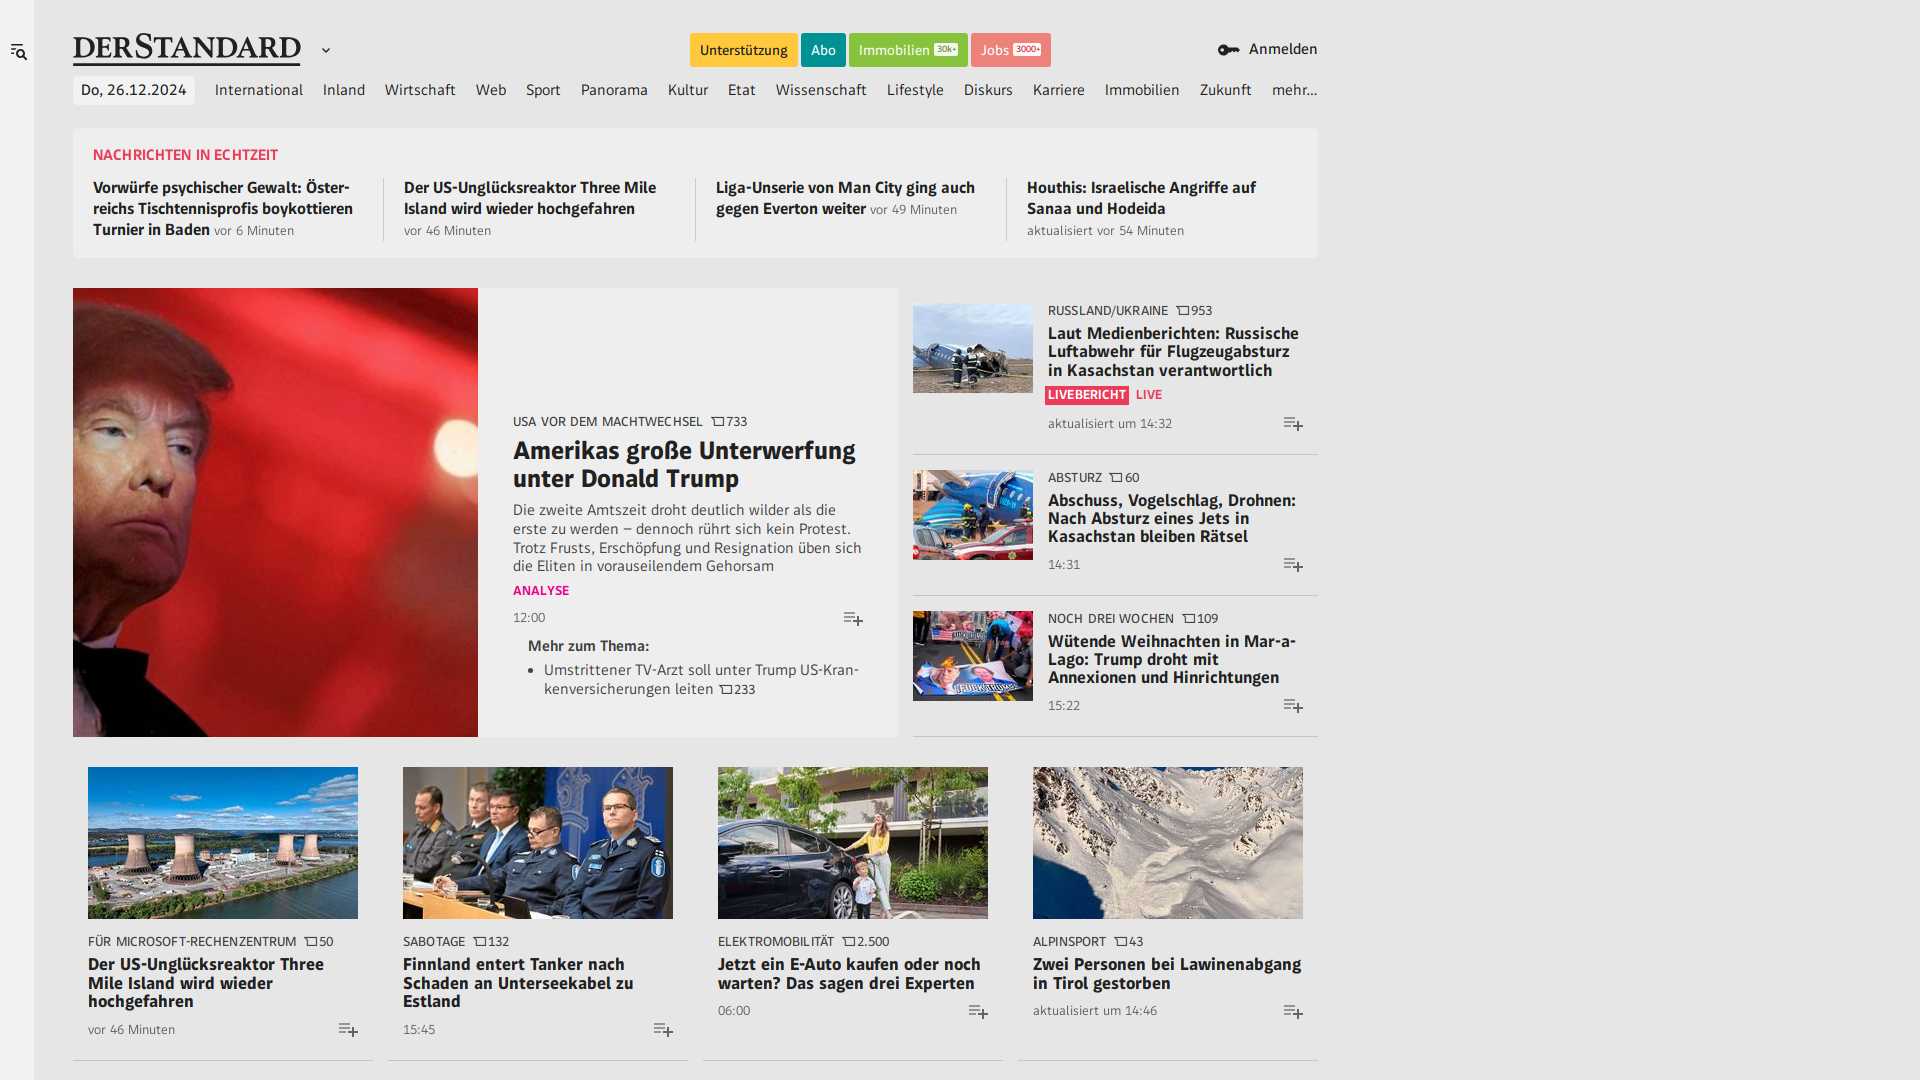 DERSTANDARD
Unterstützung
Abo
Immobilien 30k+
Jobs 3000+
Anmelden
Do, 26.12.2024
International
Inland
Wirtschaft
Web
Sport
Panorama
Kultur
Etat
Wissenschaft
Lifestyle
Diskurs
Karriere
Immobilien
Zukunft
mehr…
NACHRICHTEN IN ECHTZEIT
Vorwürfe psychischer Gewalt: Öster-
reichs Tischtennisprofis boykottieren
Turnier in Baden vor 6 Minuten
Der US-Unglücksreaktor Three Mile
Island wird wieder hochgefahren
vor 46 Minuten
Liga-Unserie von Man City ging auch
gegen Everton weiter vor 49 Minuten
Houthis: Israelische Angriffe auf
Sanaa und Hodeida
aktualisiert vor 54 Minuten
USA VOR DEM MACHTWECHSEL 733
Amerikas große Unterwerfung
unter Donald Trump
Die zweite Amtszeit droht deutlich wilder als die
erste zu werden – dennoch rührt sich kein Protest.
Trotz Frusts, Erschöpfung und Resignation üben sich
die Eliten in vorauseilendem Gehorsam
ANALYSE
12:00
Mehr zum Thema:
• Umstrittener TV-Arzt soll unter Trump US-Kran-
kenversicherungen leiten 233
RUSSLAND/UKRAINE 953
Laut Medienberichten: Russische
Luftabwehr für Flugzeugabsturz
in Kasachstan verantwortlich
LIVEBERICHT LIVE
aktualisiert um 14:32
ABSTURZ 60
Abschuss, Vogelschlag, Drohnen:
Nach Absturz eines Jets in
Kasachstan bleiben Rätsel
14:31
NOCH DREI WOCHEN 109
Wütende Weihnachten in Mar-a-
Lago: Trump droht mit
Annexionen und Hinrichtungen
15:22
FÜR MICROSOFT-RECHENZENTRUM 50
Der US-Unglücksreaktor Three
Mile Island wird wieder
hochgefahren
vor 46 Minuten
SABOTAGE 132
Finnland entert Tanker nach
Schaden an Unterseekabel zu
Estland
15:45
ELEKTROMOBILITÄT 2.500
Jetzt ein E-Auto kaufen oder noch
warten? Das sagen drei Experten
06:00
ALPINSPORT 43
Zwei Personen bei Lawinenabgang
in Tirol gestorben
aktualisiert um 14:46